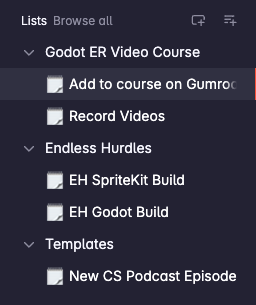 Lists Browse all
Godot ER Video Course
Add to course on Gumro
Record Videos
Endless Hurdles
EH SpriteKit Build
EH Godot Build
Templates
New CS Podcast Episode